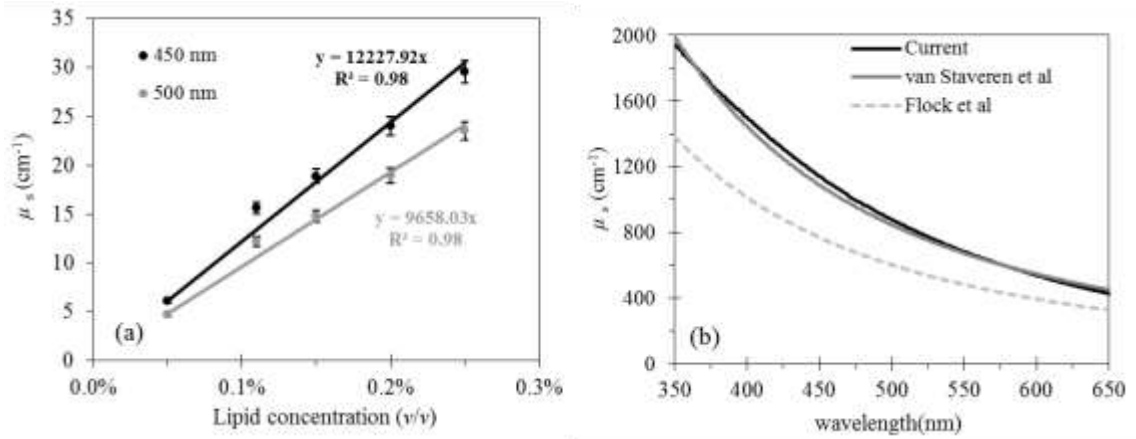 35
30
25
20
15
10
5
0
μ s (cm-1)
450 nm
500 nm
y = 12227.92x
R² = 0.98
y = 9658.03x
R² = 0.98
(a)
0.0% 0.1% 0.2% 0.3%
Lipid concentration (v/v)
2000
1600
1200
800
400
0
μ s (cm-1)
Current
van Staveren et al
Flock et al
(b)
350 400 450 500 550 600 650
wavelength(nm)